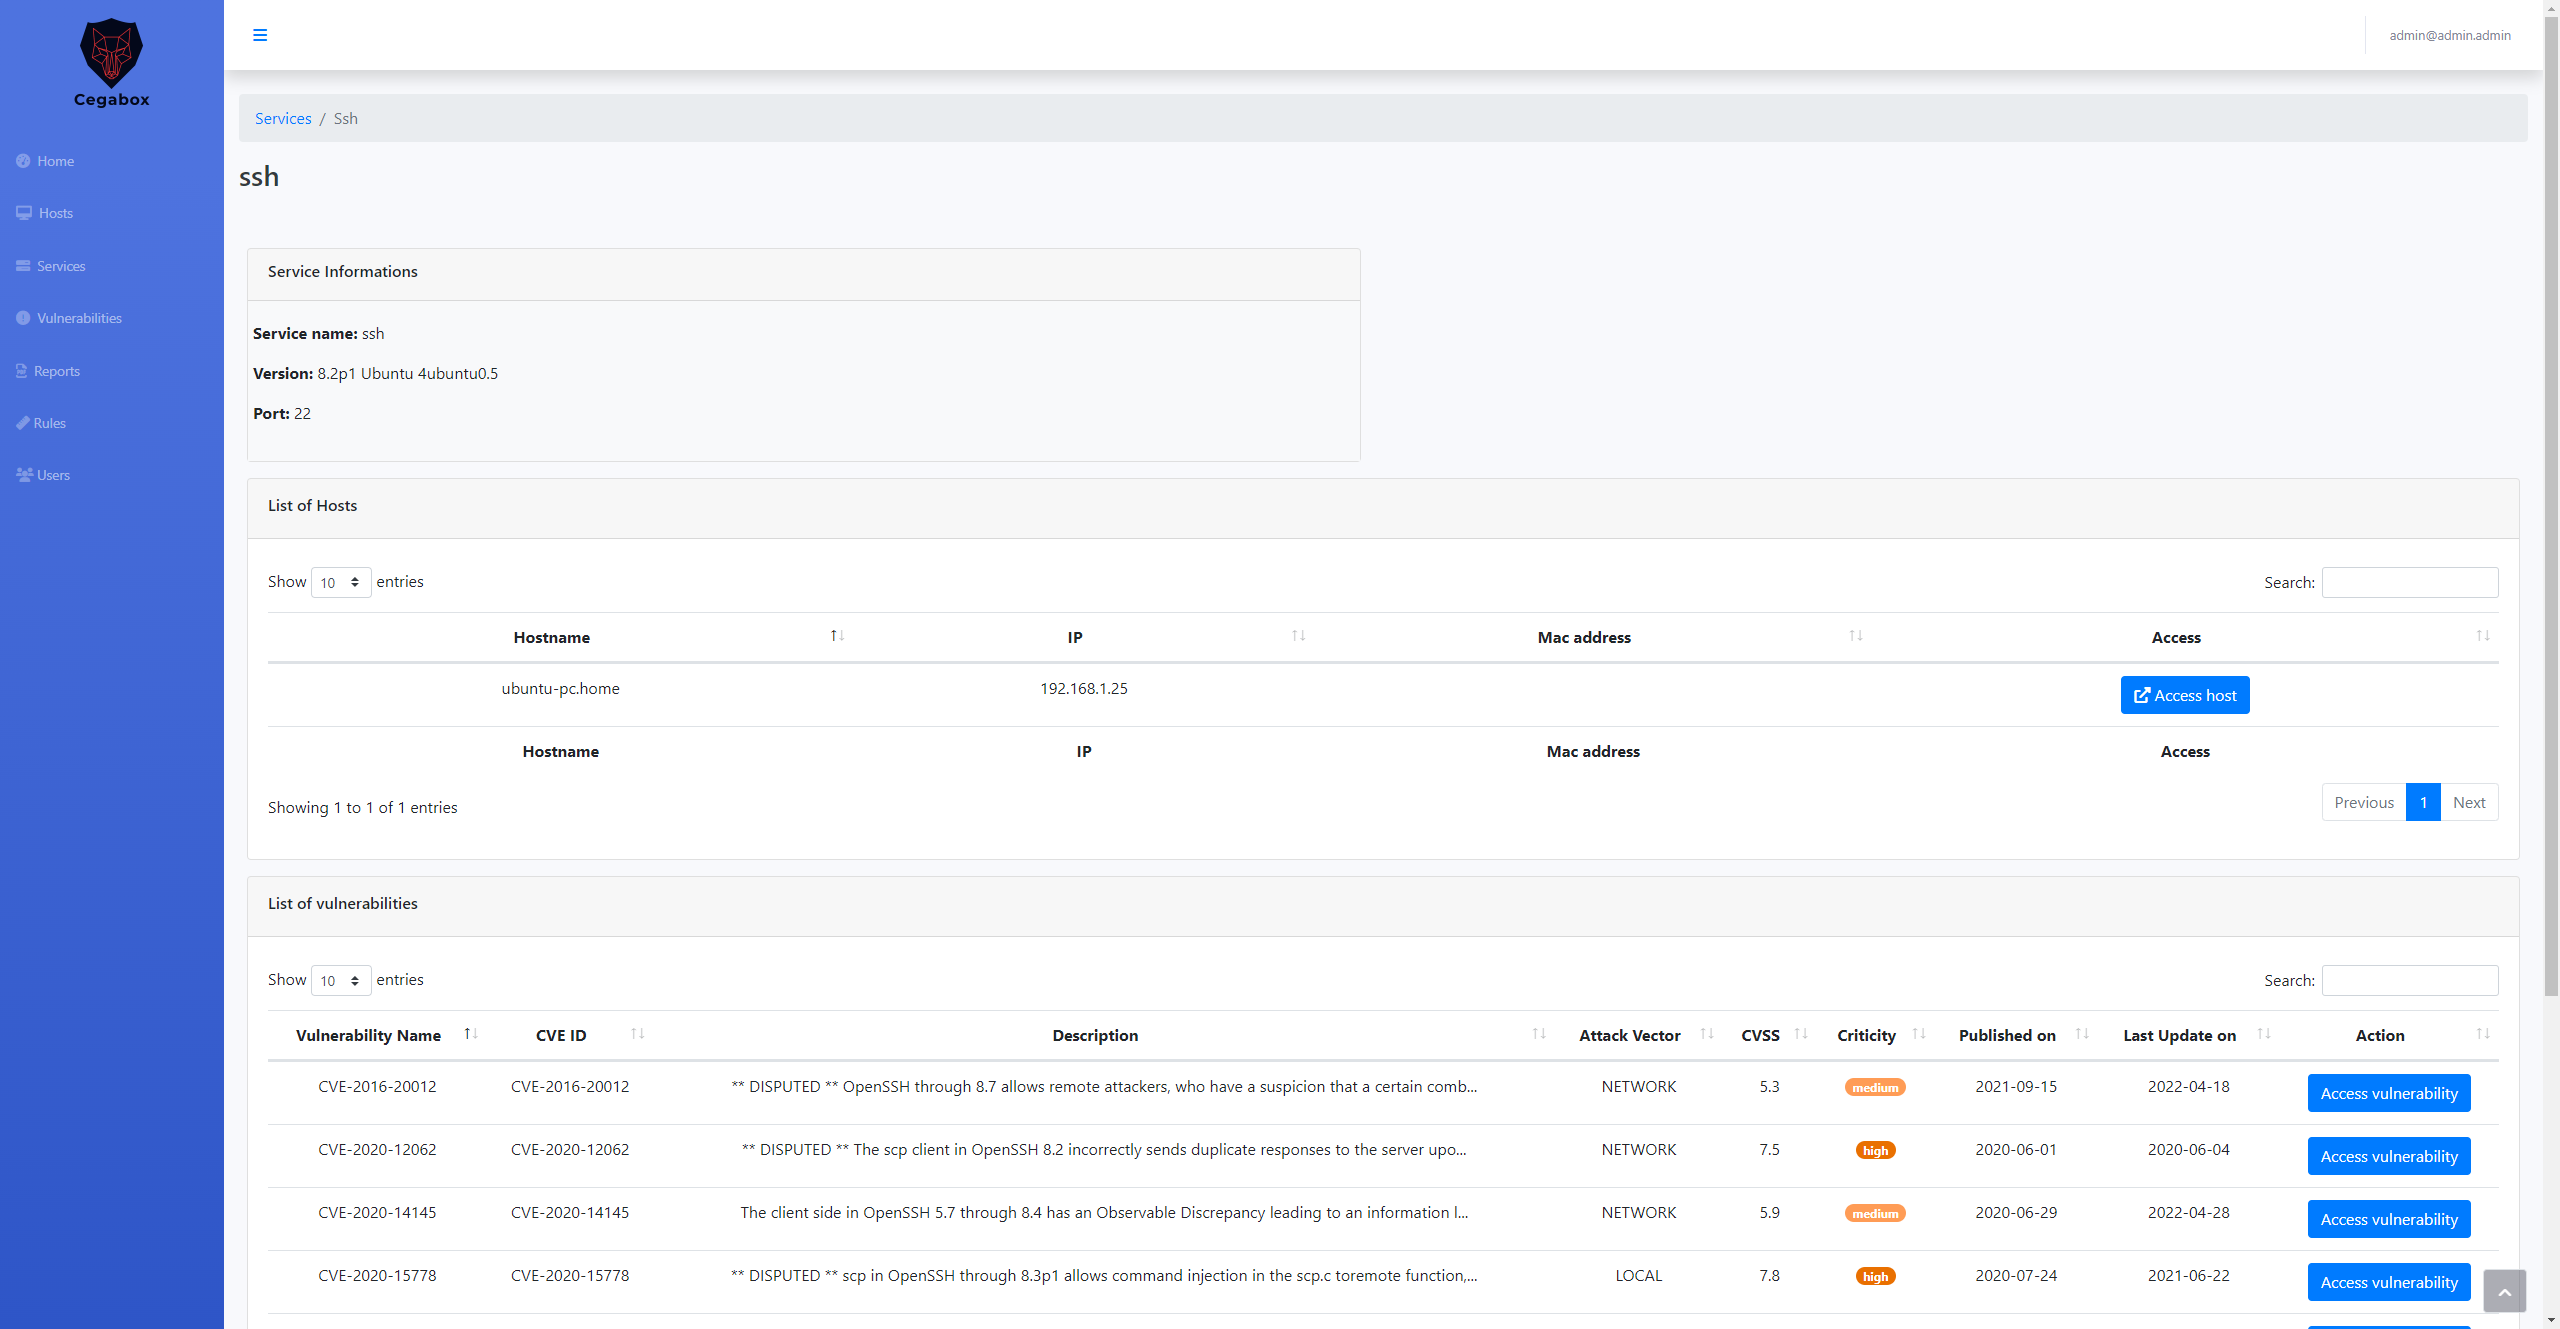 Cegabox
admin@admin.admin
Home
Hosts
Services
Vulnerabilities
Reports
Rules
Users
Services / Ssh
ssh
Service Informations
Service name: ssh
Version: 8.2p1 Ubuntu 4ubuntu0.5
Port: 22
List of Hosts
Show 10 entries Search:
Hostname IP Mac address Access
ubuntu-pc.home 192.168.1.25 Access host
Hostname IP Mac address Access
Showing 1 to 1 of 1 entries Previous 1 Next
List of vulnerabilities
Show 10 entries Search:
Vulnerability Name CVE ID Description Attack Vector CVSS Criticity Published on Last Update on Action
CVE-2016-20012 CVE-2016-20012 ** DISPUTED ** OpenSSH through 8.7 allows remote attackers, who have a suspicion that a certain comb... NETWORK 5.3 medium 2021-09-15 2022-04-18 Access vulnerability
CVE-2020-12062 CVE-2020-12062 ** DISPUTED ** The scp client in OpenSSH 8.2 incorrectly sends duplicate responses to the server upo... NETWORK 7.5 high 2020-06-01 2020-06-04 Access vulnerability
CVE-2020-14145 CVE-2020-14145 The client side in OpenSSH 5.7 through 8.4 has an Observable Discrepancy leading to an information l... NETWORK 5.9 medium 2020-06-29 2022-04-28 Access vulnerability
CVE-2020-15778 CVE-2020-15778 ** DISPUTED ** scp in OpenSSH through 8.3p1 allows command injection in the scp.c toremote function,... LOCAL 7.8 high 2020-07-24 2021-06-22 Access vulnerability